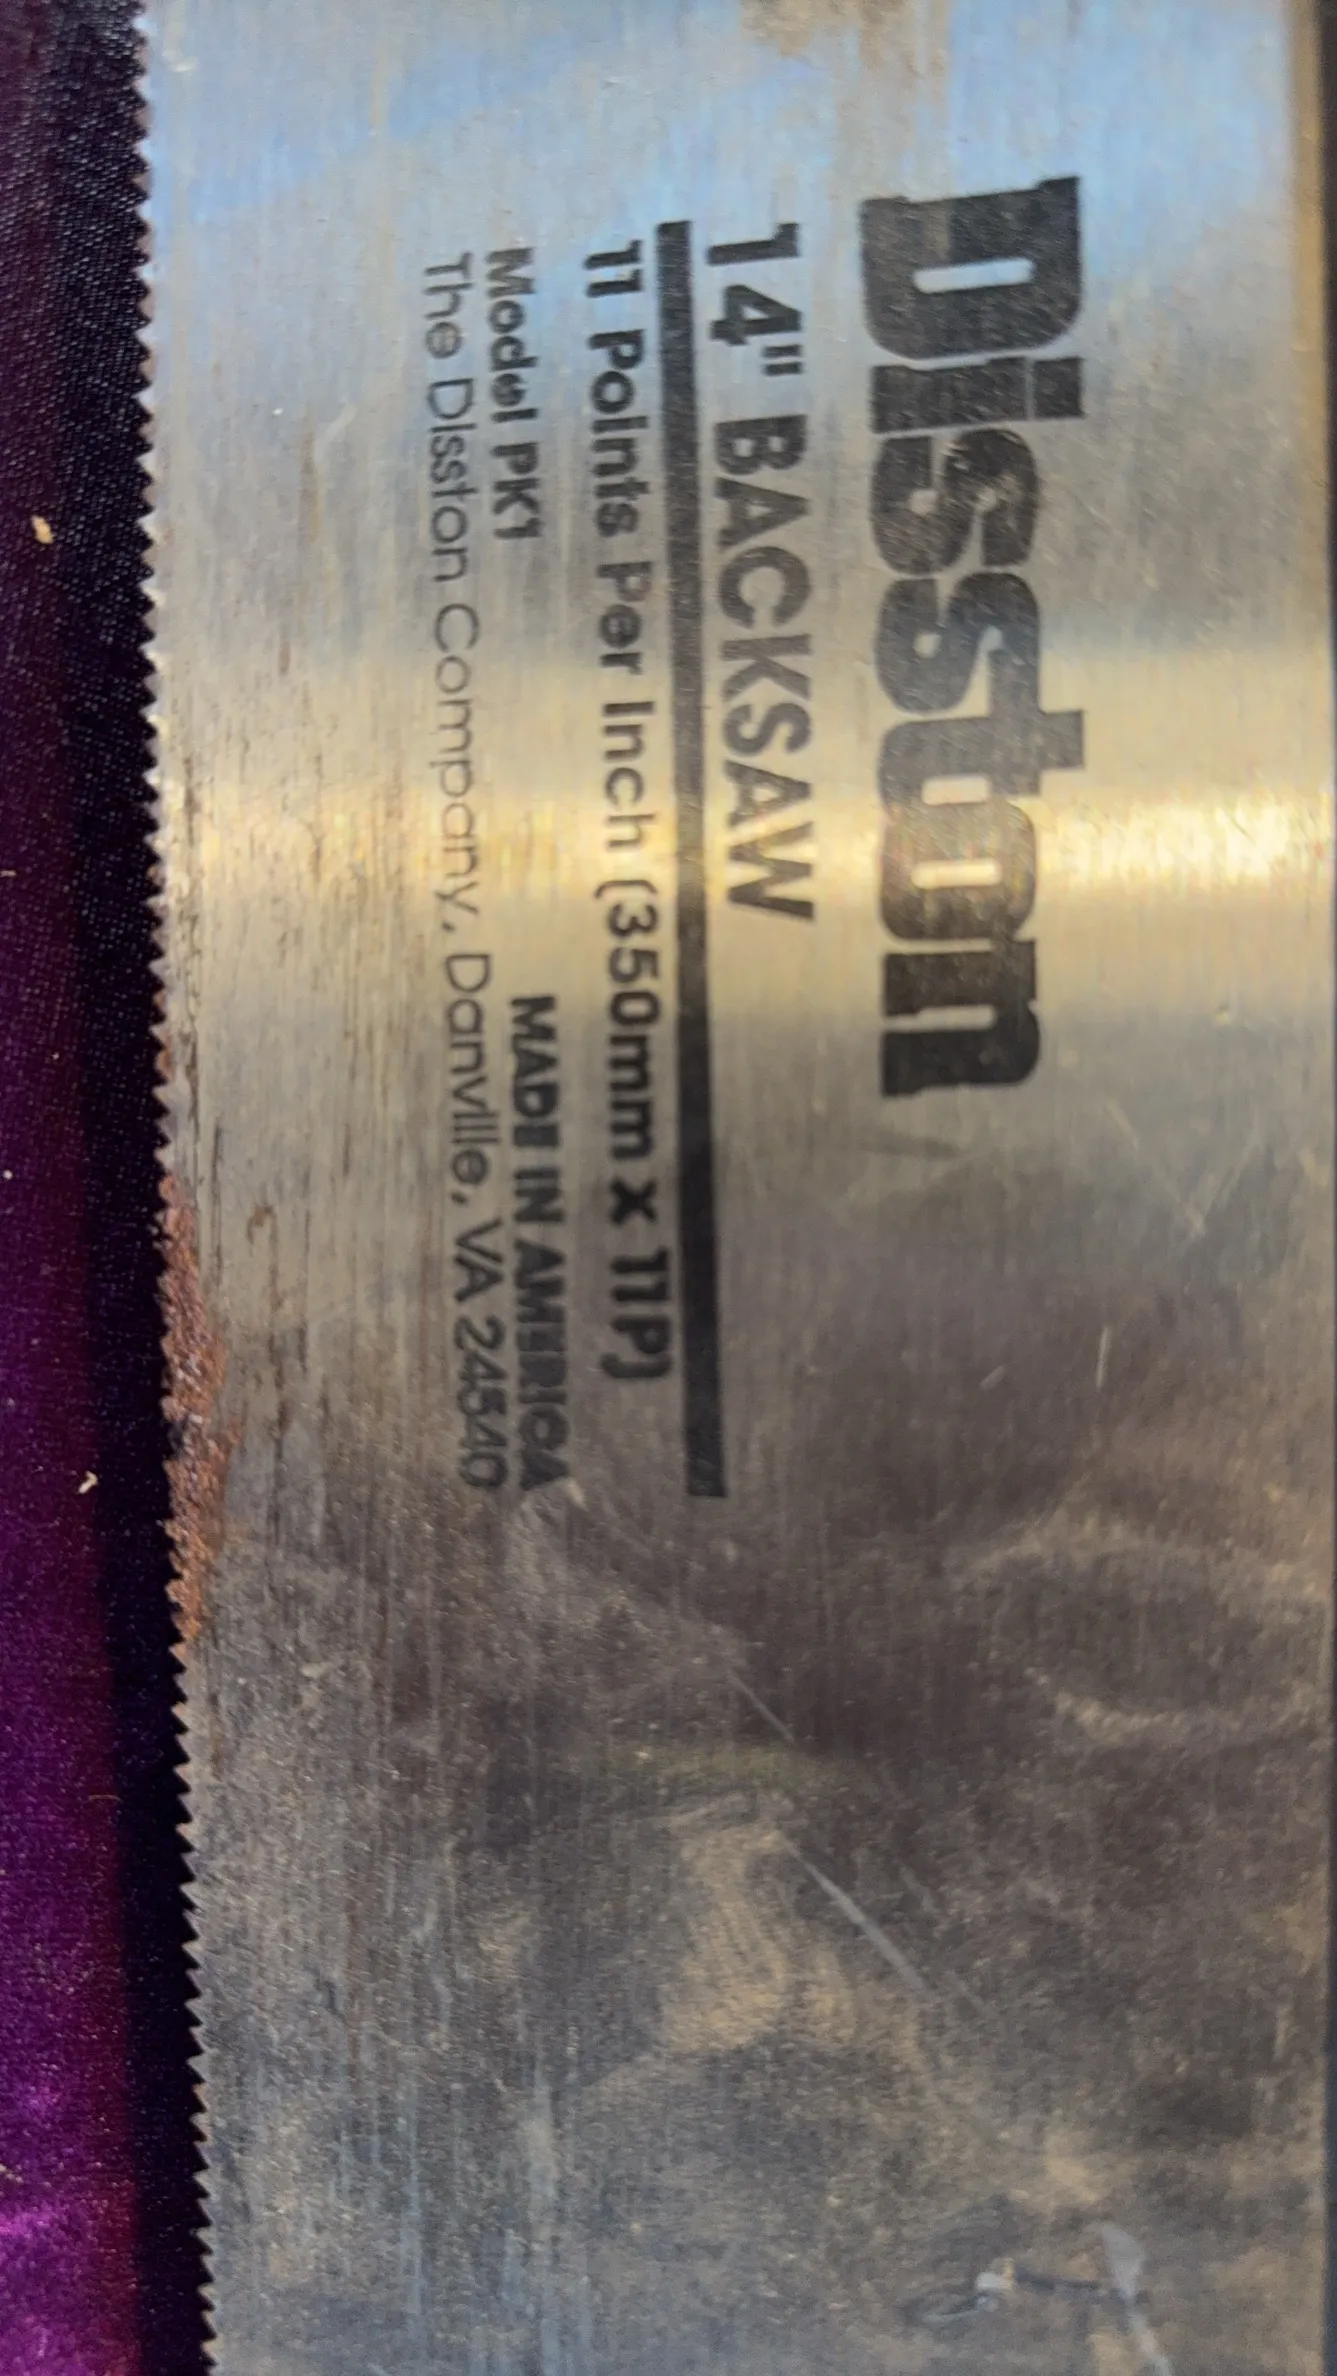 Disston
14" BACKSAW
11 Points Per Inch (350mm x 11P)
Model PK1 MADE IN AMERICA
The Disston Company, Danville, VA 24540